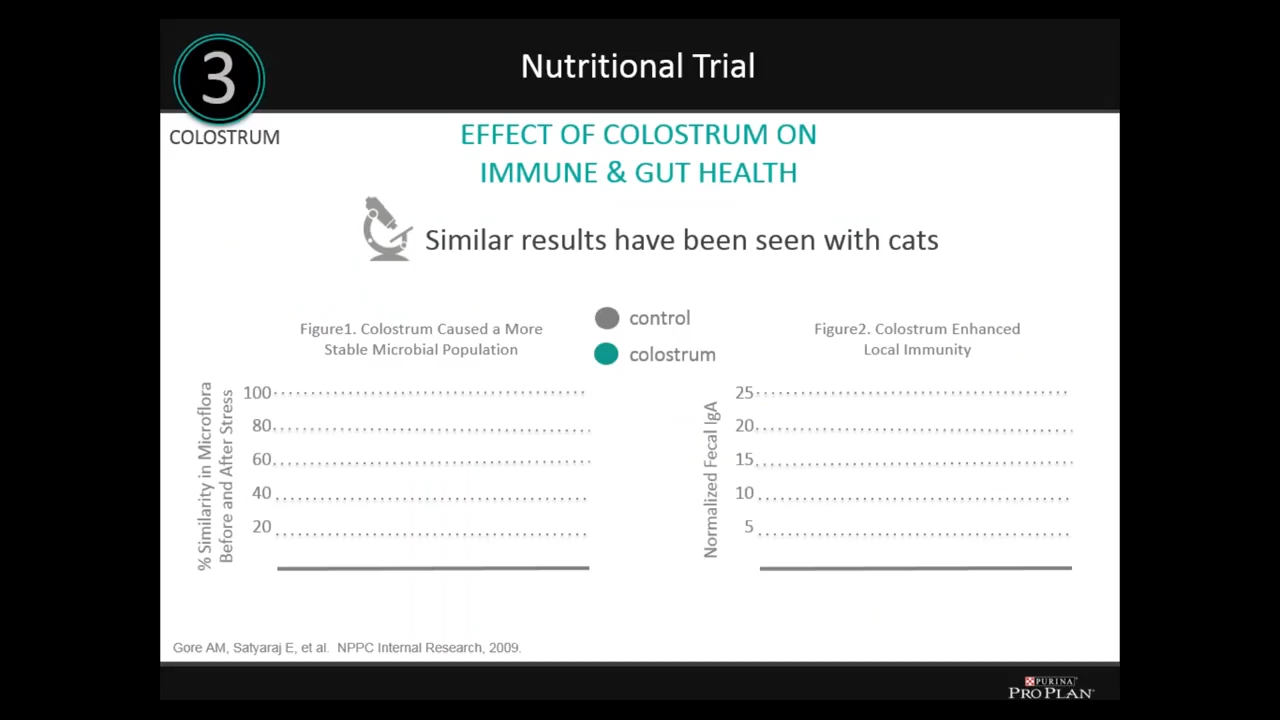 3
Nutritional Trial
COLOSTRUM
EFFECT OF COLOSTRUM ON
IMMUNE & GUT HEALTH
Similar results have been seen with cats
Figure1. Colostrum Caused a More
Stable Microbial Population
control
colostrum
Figure2. Colostrum Enhanced
Local Immunity
% Similarity in Microflora
Before and After Stress
100
80
60
40
20
Normalized Fecal IgA
25
20
15
10
5
Gore AM, Satyaraj E, et al. NPPC Internal Research, 2009.
PURINA
PRO PLAN